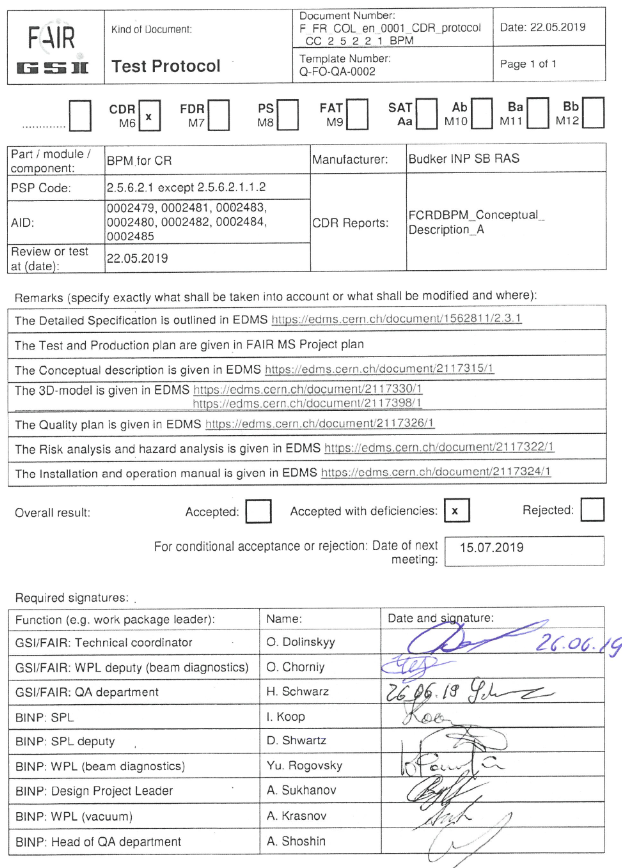 FAIR
GSI
Kind of Document:
Test Protocol
Document Number:
F_FR_COL_en_0001_CDR_protocol
_CC_2_5_2_2_1_BPM
Template Number:
Q-FO-QA-0002
Date: 22.05.2019
Page 1 of 1
............. CDR M6 x FDR M7 PS M8 FAT M9 SAT Aa Ab M10 Ba M11 Bb M12
Part / module / component: BPM for CR
Manufacturer: Budker INP SB RAS
PSP Code: 2.5.6.2.1 except 2.5.6.2.1.1.2
AID: 0002479, 0002481, 0002483,
0002480, 0002482, 0002484,
0002485
CDR Reports: FCRDBPM_Conceptual_
Description_A
Review or test at (date): 22.05.2019
Remarks (specify exactly what shall be taken into account or what shall be modified and where):
The Detailed Specification is outlined in EDMS https://edms.cern.ch/document/1562811/2.3.1
The Test and Production plan are given in FAIR MS Project plan
The Conceptual description is given in EDMS https://edms.cern.ch/document/2117315/1
The 3D-model is given in EDMS https://edms.cern.ch/document/2117330/1
https://edms.cern.ch/document/2117398/1
The Quality plan is given in EDMS https://edms.cern.ch/document/2117326/1
The Risk analysis and hazard analysis is given in EDMS https://edms.cern.ch/document/2117322/1
The Installation and operation manual is given in EDMS https://edms.cern.ch/document/2117324/1
Overall result: Accepted: Accepted with deficiencies: x Rejected:
For conditional acceptance or rejection: Date of next
meeting: 15.07.2019
Required signatures:
Function (e.g. work package leader): Name: Date and signature:
GSI/FAIR: Technical coordinator O. Dolinskyy 26.06.19
GSI/FAIR: WPL deputy (beam diagnostics) O. Chorniy
GSI/FAIR: QA department H. Schwarz 26.06.19
BINP: SPL I. Koop
BINP: SPL deputy D. Shwartz
BINP: WPL (beam diagnostics) Yu. Rogovsky
BINP: Design Project Leader A. Sukhanov
BINP: WPL (vacuum) A. Krasnov
BINP: Head of QA department A. Shoshin